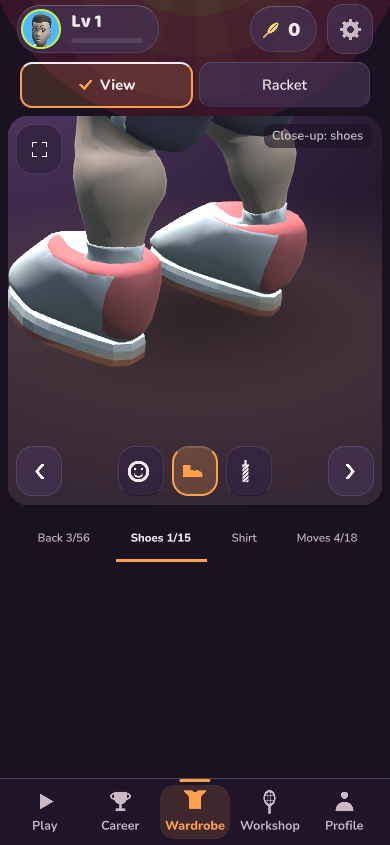 Lv 1
0
View
Racket
Close-up: shoes
Back 3/56
Shoes 1/15
Shirt
Moves 4/18
Play
Career
Wardrobe
Workshop
Profile